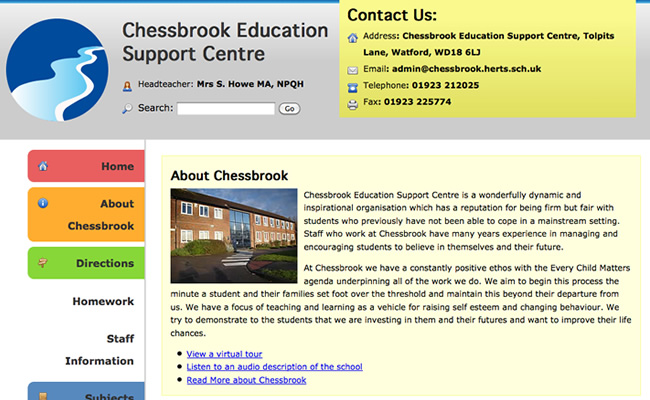 Chessbrook Education
Support Centre
Headteacher: Mrs S. Howe MA, NPQH
Search:
Go
Contact Us:
Address: Chessbrook Education Support Centre, Tolpits
Lane, Watford, WD18 6LJ
Email: admin@chessbrook.herts.sch.uk
Telephone: 01923 212025
Fax: 01923 225774
Home
About
Chessbrook
Directions
Homework
Staff
Information
Subjects
About Chessbrook
Chessbrook Education Support Centre is a wonderfully dynamic and
inspirational organisation which has a reputation for being firm but fair with
students who previously have not been able to cope in a mainstream setting.
Staff who work at Chessbrook have many years experience in managing and
encouraging students to believe in themselves and their future.
At Chessbrook we have a constantly positive ethos with the Every Child Matters
agenda underpinning all of the work we do. We aim to begin this process the
minute a student and their families set foot over the threshold and maintain this beyond their departure from
us. We have a focus of teaching and learning as a vehicle for raising self esteem and changing behaviour. We
try to demonstrate to the students that we are investing in them and their futures and want to improve their life
chances.
View a virtual tour
Listen to an audio description of the school
Read More about Chessbrook